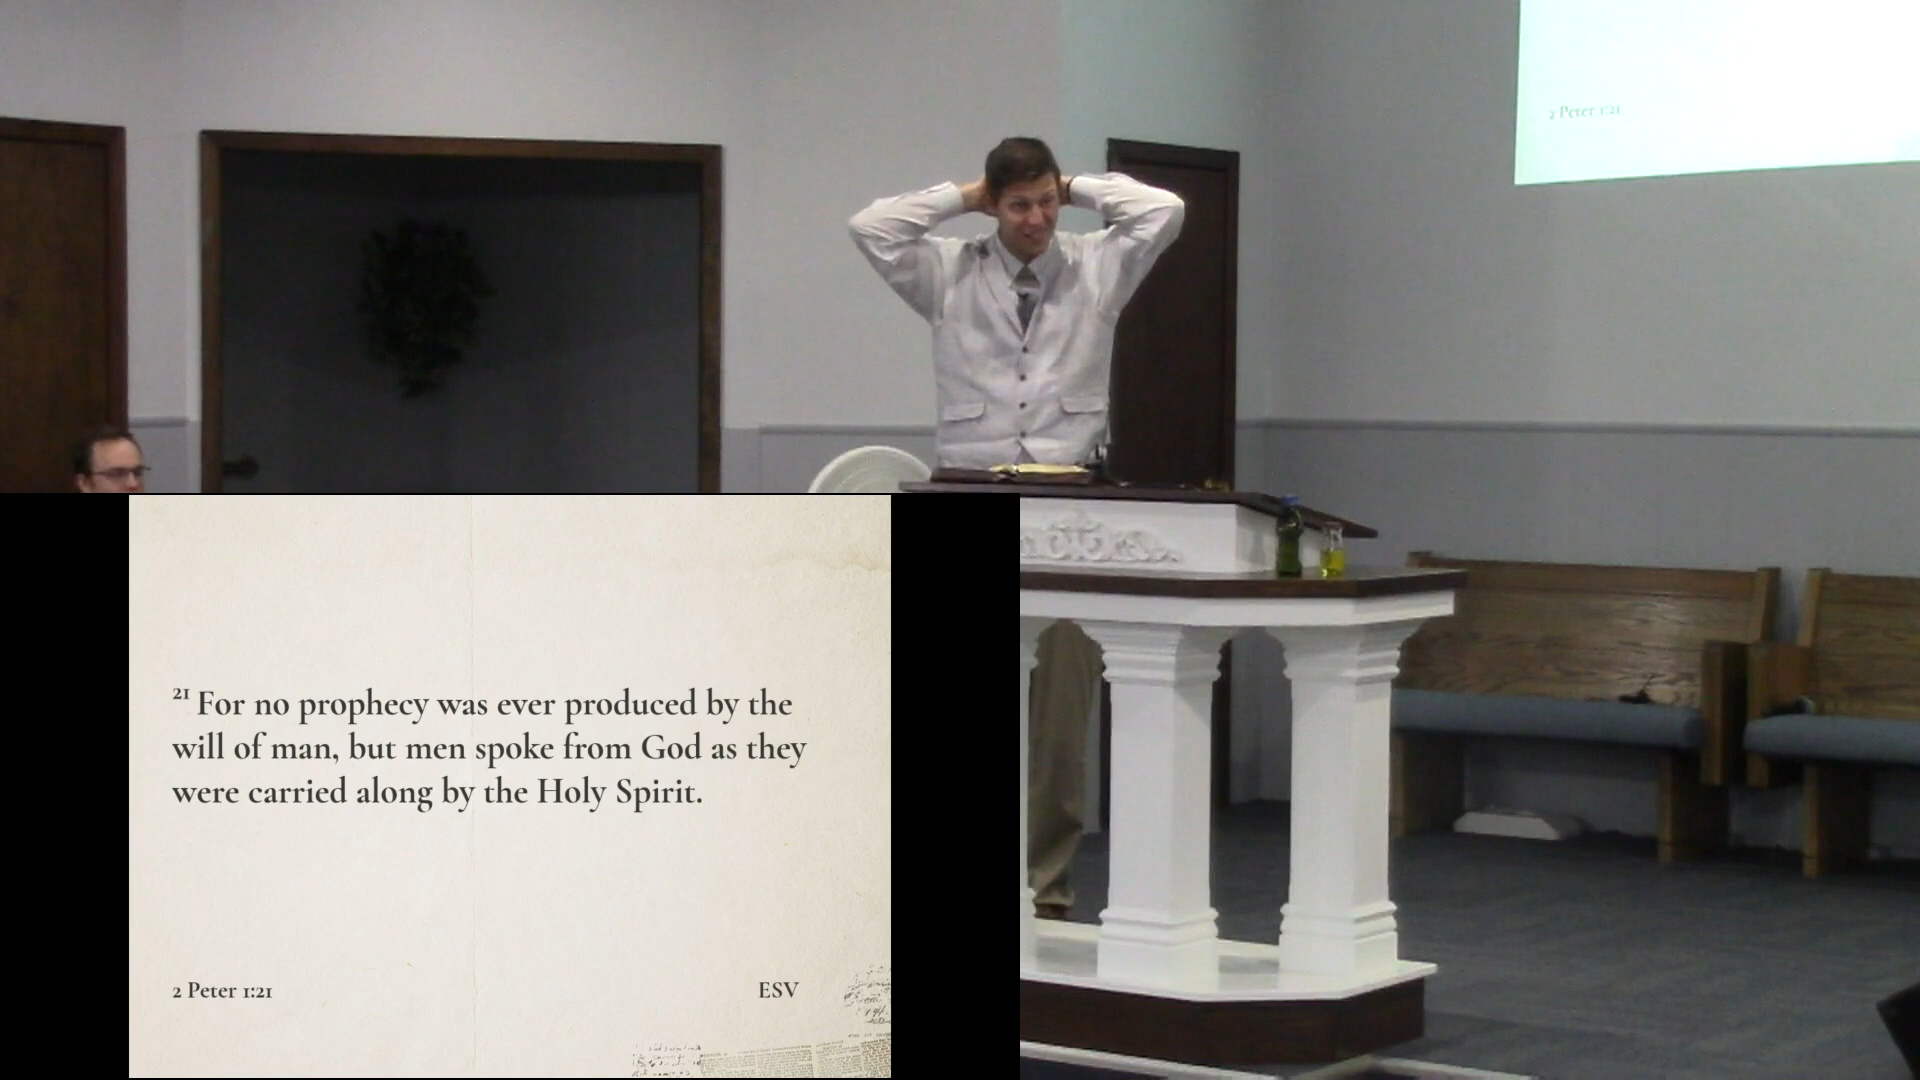 2 Peter 1:21
21 For no prophecy was ever produced by the
will of man, but men spoke from God as they
were carried along by the Holy Spirit.
2 Peter 1:21 ESV